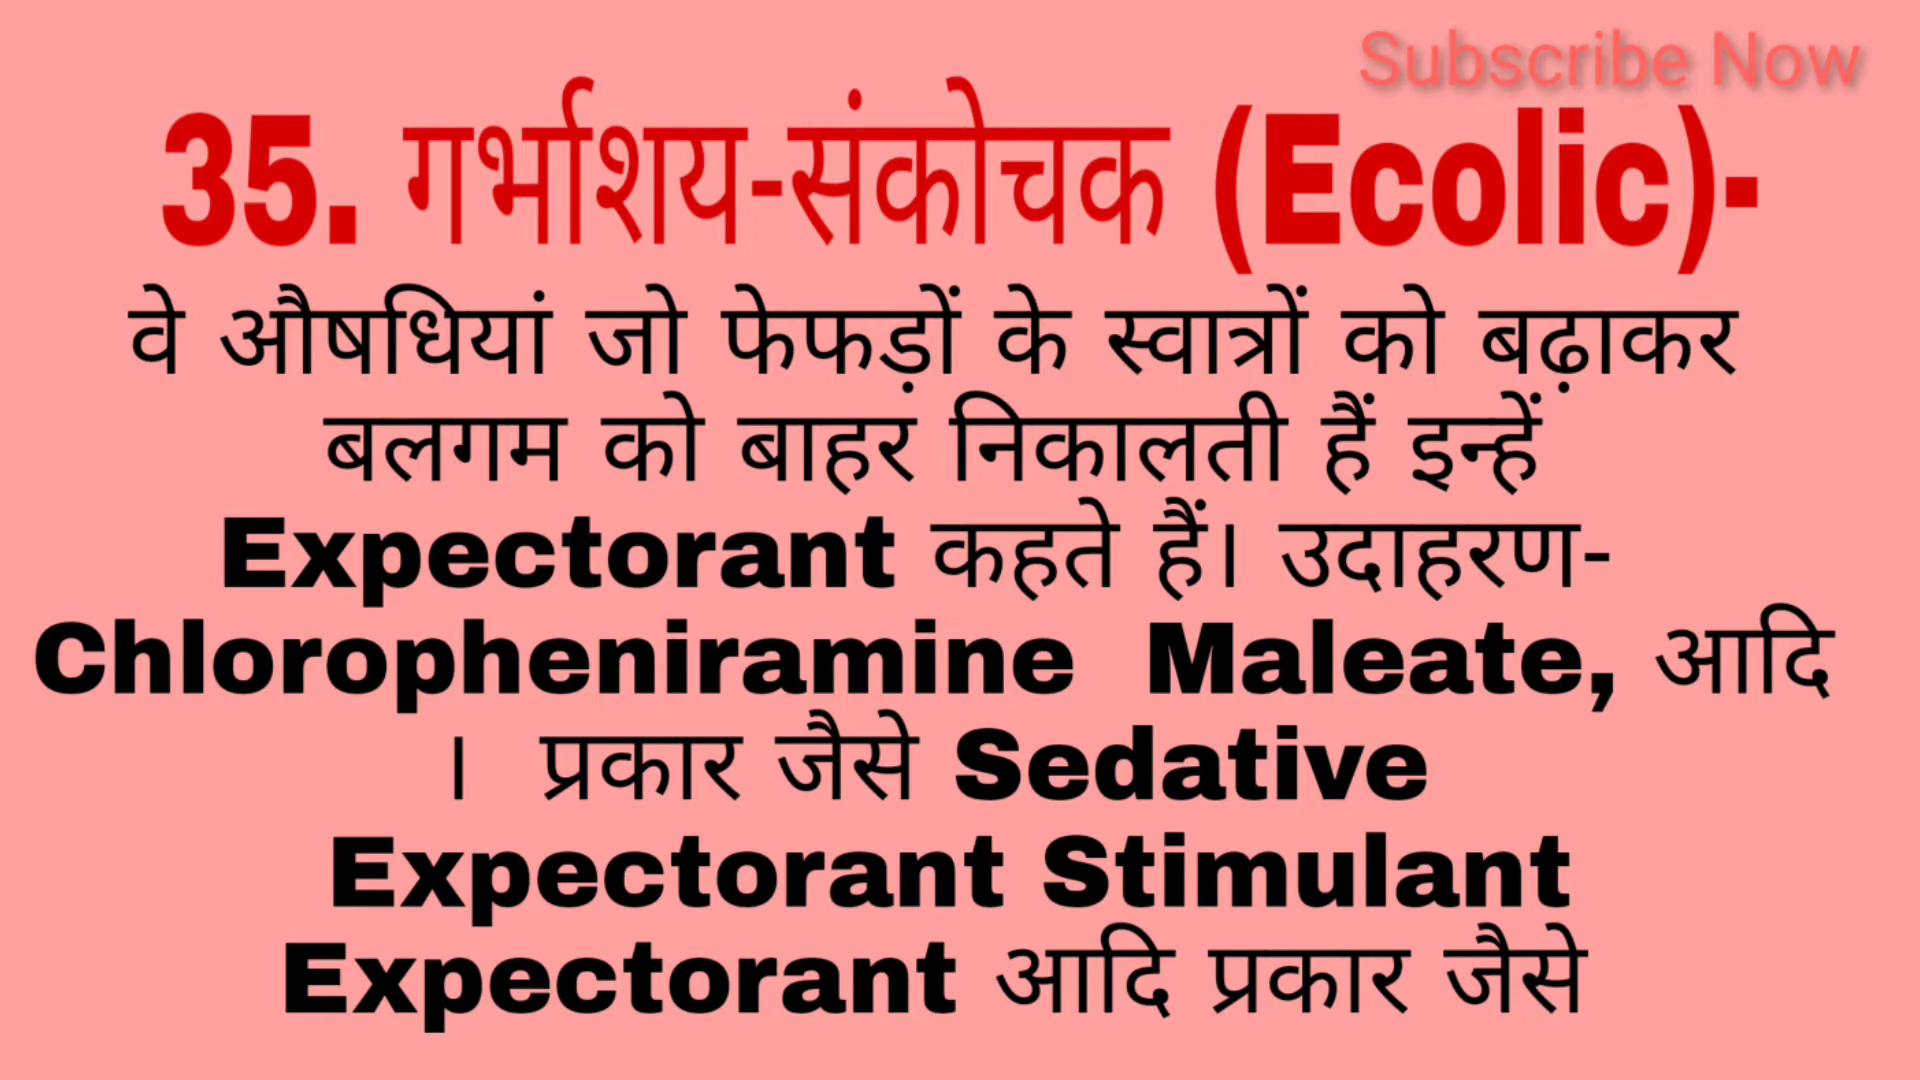 Subscribe Now
35. गर्भाशय-संकोचक (Ecolic)-
वे औषधियां जो फेफड़ों के स्वात्रों को बढ़ाकर
बलगम को बाहर निकालती हैं इन्हें
Expectorant कहते हैं। उदाहरण-
Chloropheniramine Maleate, आदि
। प्रकार जैसे Sedative
Expectorant Stimulant
Expectorant आदि प्रकार जैसे